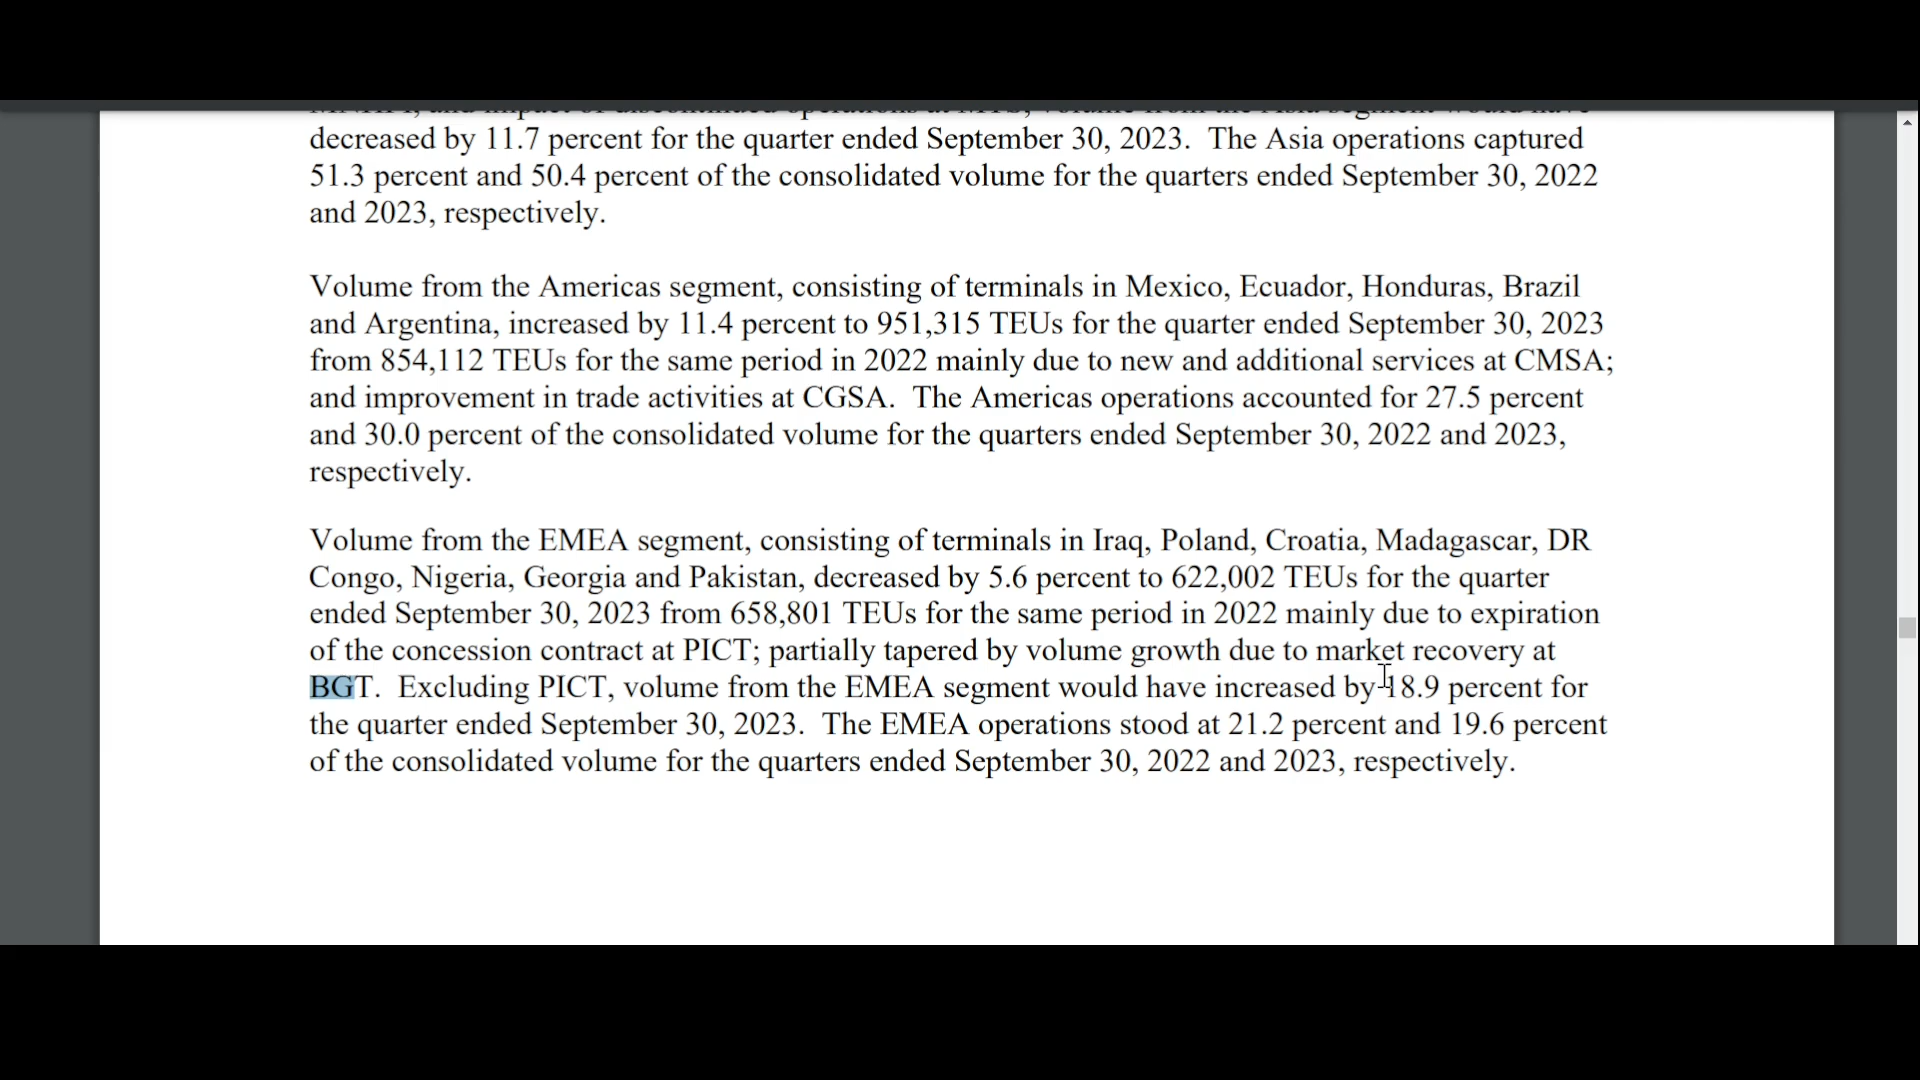 decreased by 11.7 percent for the quarter ended September 30, 2023.  The Asia operations captured
51.3 percent and 50.4 percent of the consolidated volume for the quarters ended September 30, 2022
and 2023, respectively.
Volume from the Americas segment, consisting of terminals in Mexico, Ecuador, Honduras, Brazil
and Argentina, increased by 11.4 percent to 951,315 TEUs for the quarter ended September 30, 2023
from 854,112 TEUs for the same period in 2022 mainly due to new and additional services at CMSA;
and improvement in trade activities at CGSA.  The Americas operations accounted for 27.5 percent
and 30.0 percent of the consolidated volume for the quarters ended September 30, 2022 and 2023,
respectively.
Volume from the EMEA segment, consisting of terminals in Iraq, Poland, Croatia, Madagascar, DR
Congo, Nigeria, Georgia and Pakistan, decreased by 5.6 percent to 622,002 TEUs for the quarter
ended September 30, 2023 from 658,801 TEUs for the same period in 2022 mainly due to expiration
of the concession contract at PICT; partially tapered by volume growth due to market recovery at
BGT.  Excluding PICT, volume from the EMEA segment would have increased by 18.9 percent for
the quarter ended September 30, 2023.  The EMEA operations stood at 21.2 percent and 19.6 percent
of the consolidated volume for the quarters ended September 30, 2022 and 2023, respectively.